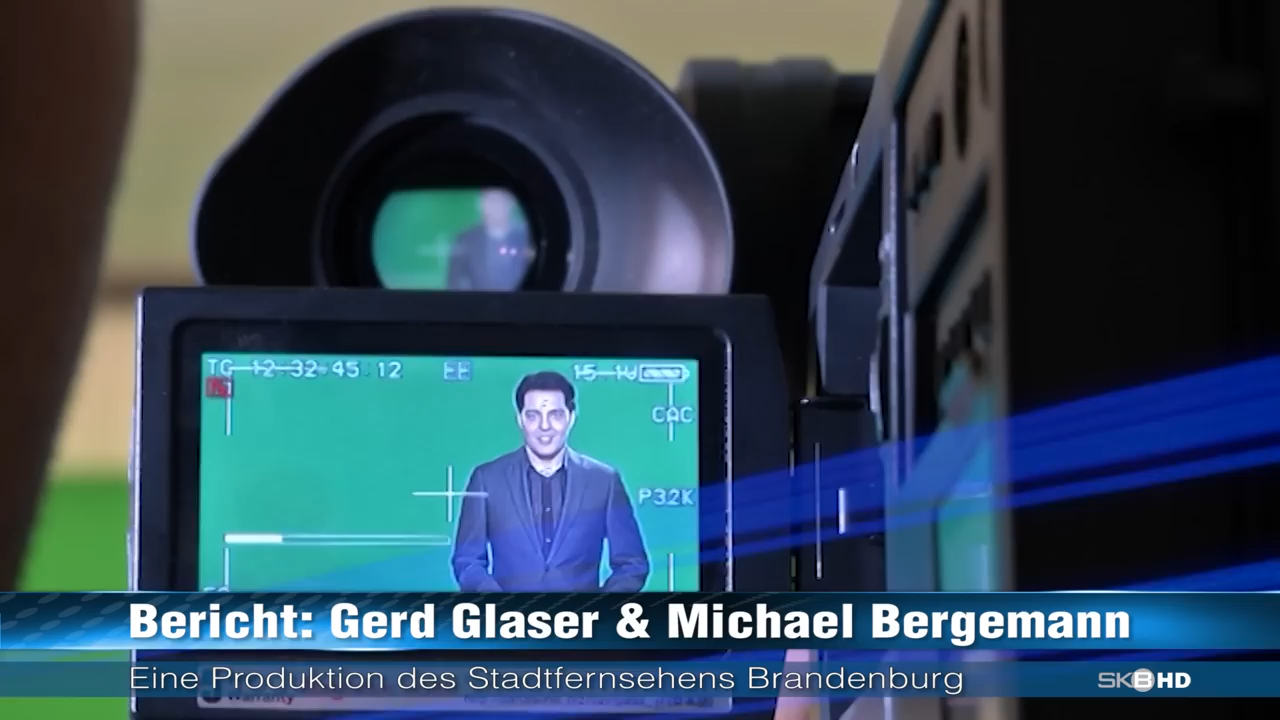 TC 12:32:45:12 EE
CAC
P32K
Bericht: Gerd Glaser & Michael Bergemann
Eine Produktion des Stadtfernsehens Brandenburg
SKB HD
Warranty